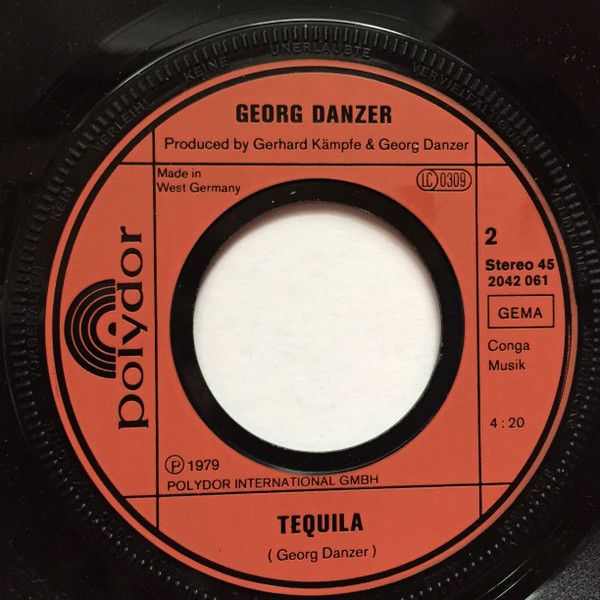 KEINE UNERLAUBTE VERVIELFÄLTIGUNG
VERLEIH!
GEORG DANZER
Produced by Gerhard Kämpfe & Georg Danzer
Made in
West Germany
LC 0309
polydor
2
Stereo 45
2042 061
GEMA
Conga
Musik
4:20
Ⓟ 1979
POLYDOR INTERNATIONAL GMBH
TEQUILA
( Georg Danzer )